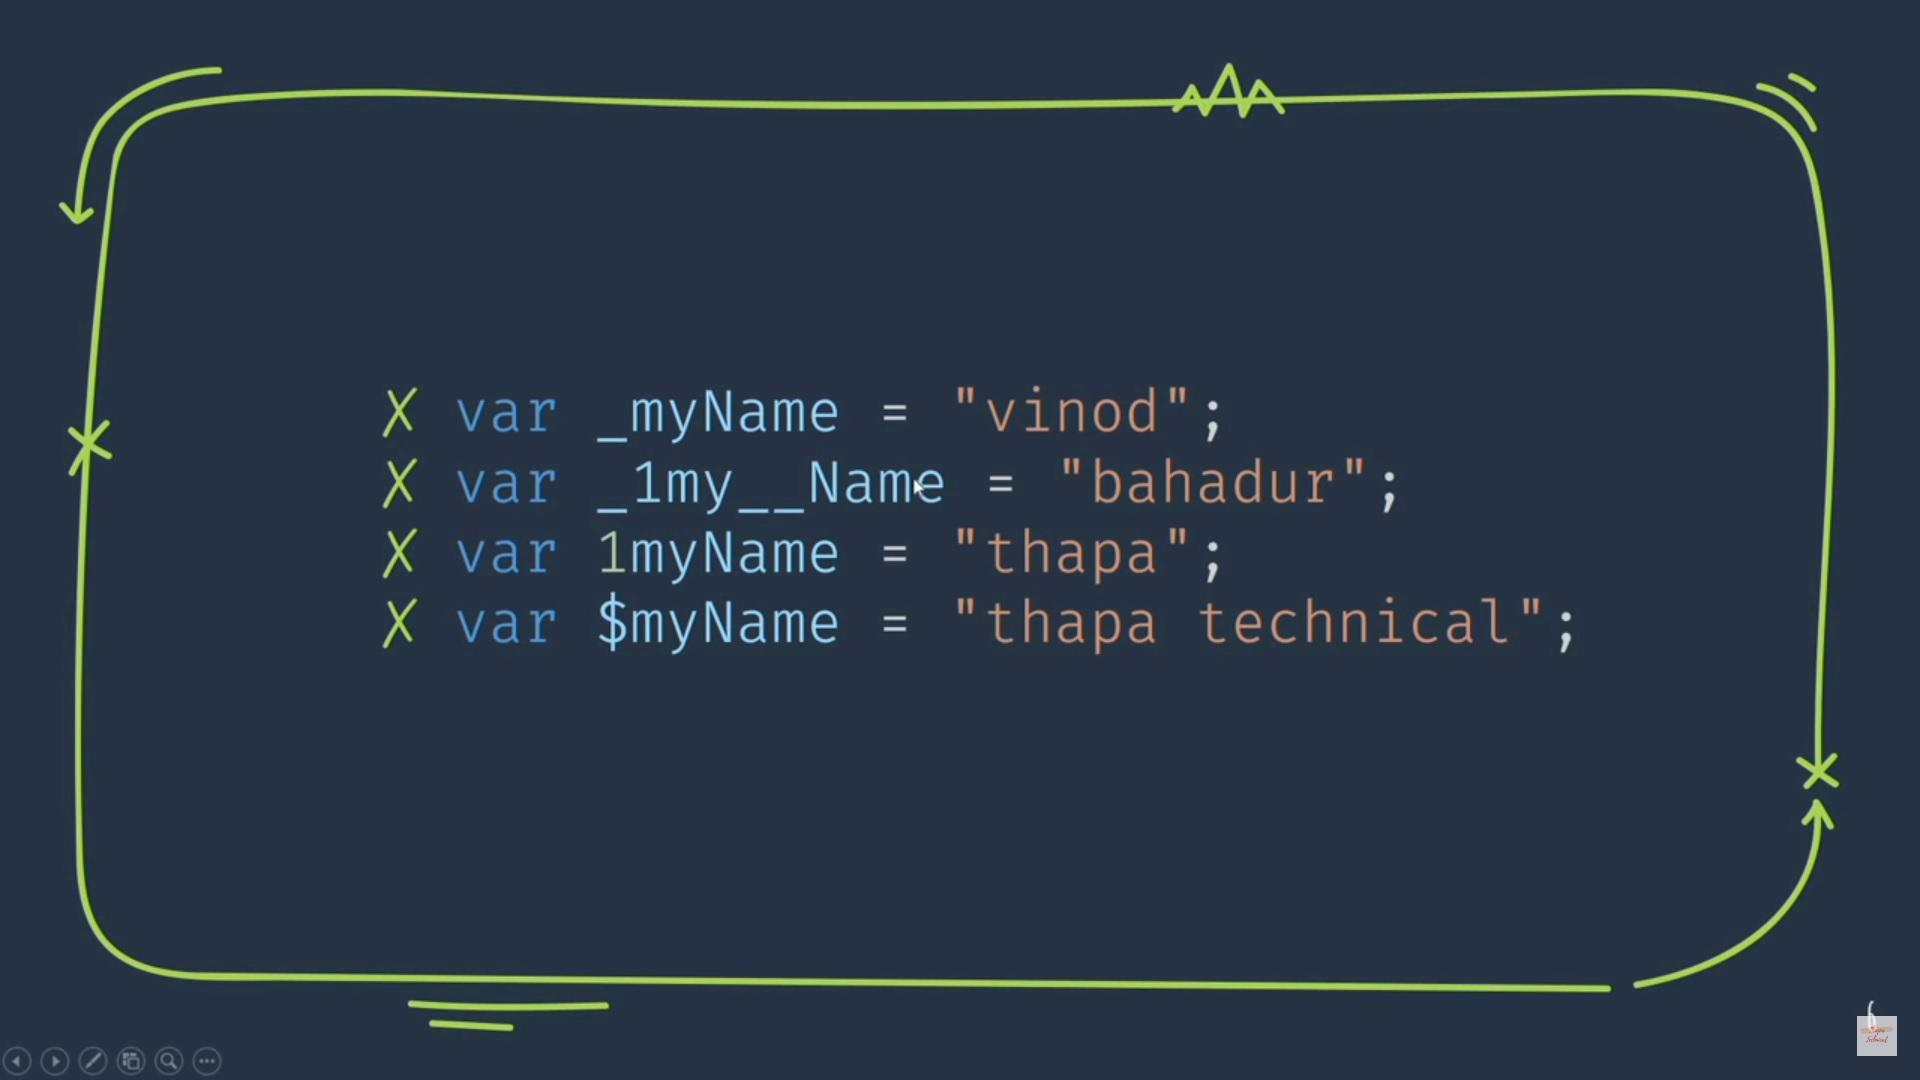 X var _myName = "vinod";
X var _1my__Name = "bahadur";
X var 1myName = "thapa";
X var $myName = "thapa technical";